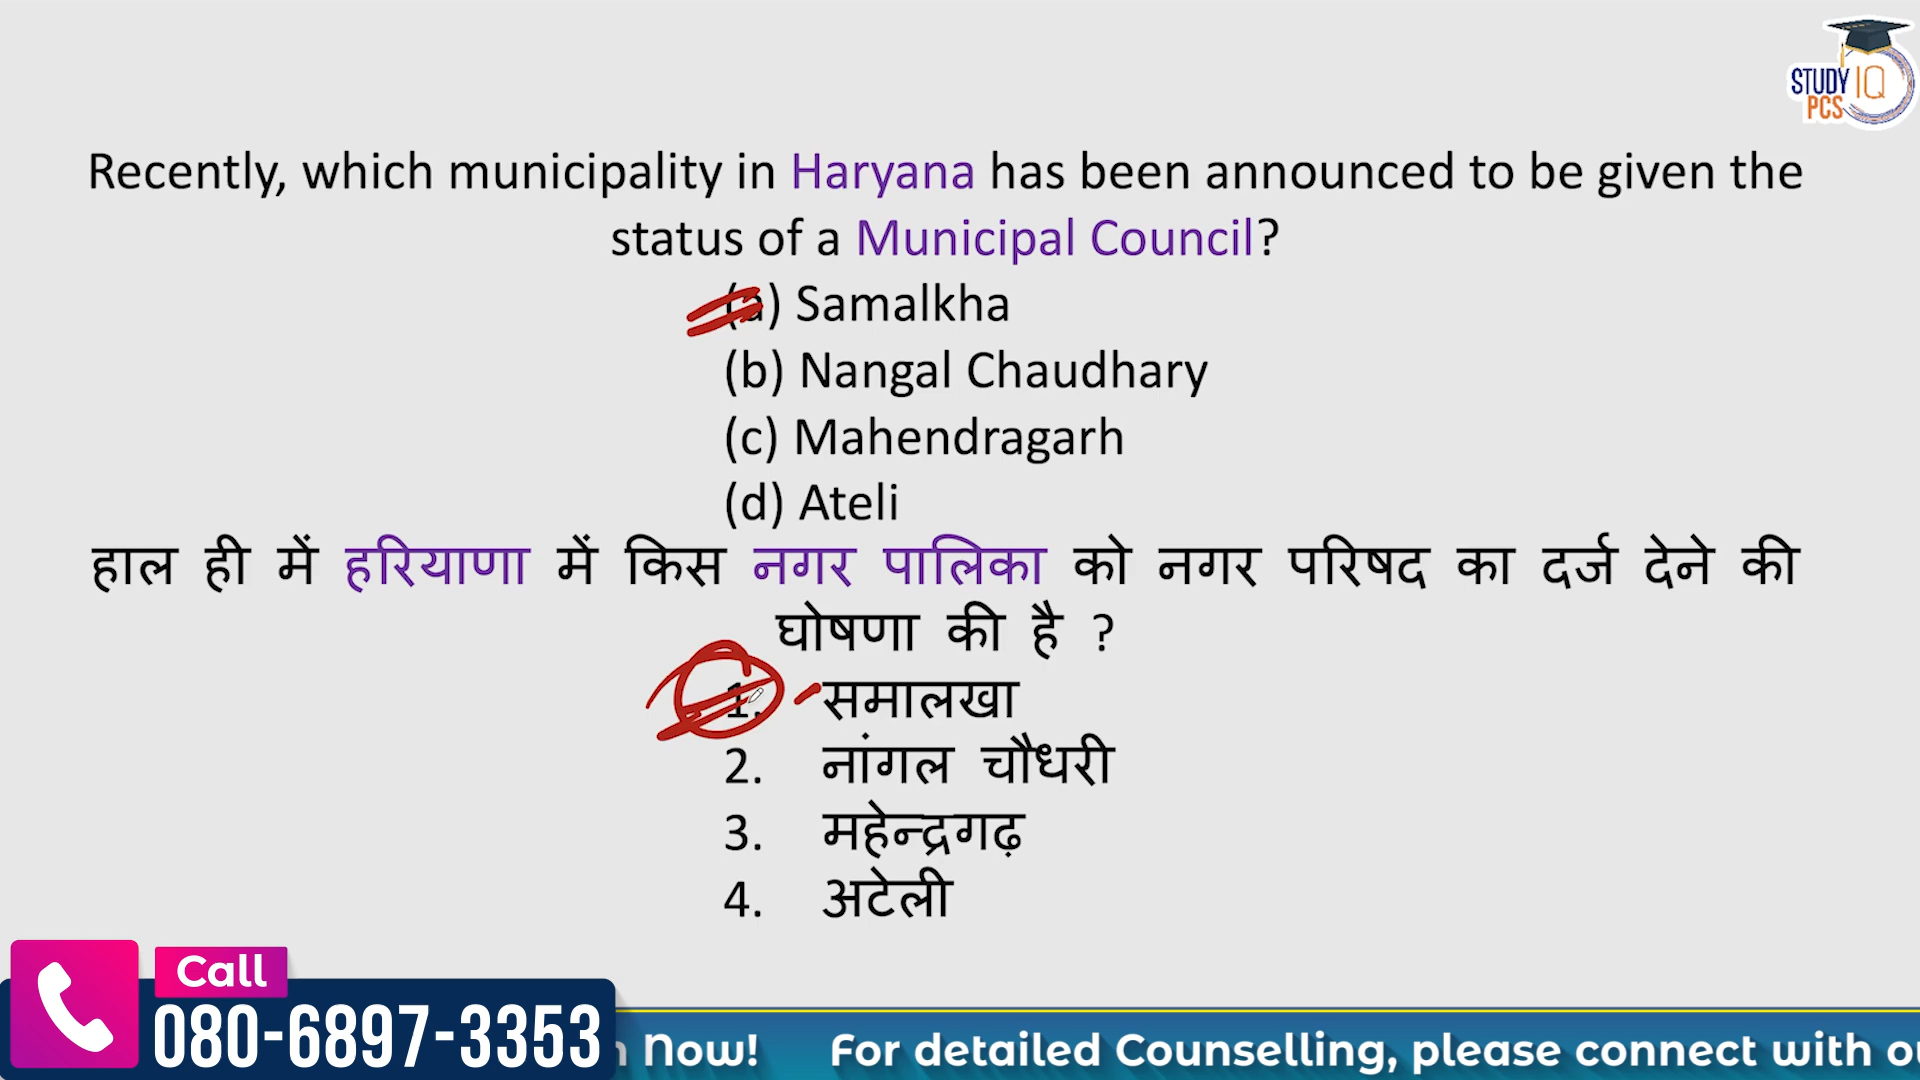 STUDY IQ
PCS
Recently, which municipality in Haryana has been announced to be given the
status of a Municipal Council?
(a) Samalkha
(b) Nangal Chaudhary
(c) Mahendragarh
(d) Ateli
हाल ही में हरियाणा में किस नगर पालिका को नगर परिषद का दर्ज देने की
घोषणा की है ?
1. समालखा
2. नांगल चौधरी
3. महेन्द्रगढ़
4. अटेली
Call
080-6897-3353
Now! For detailed Counselling, please connect with